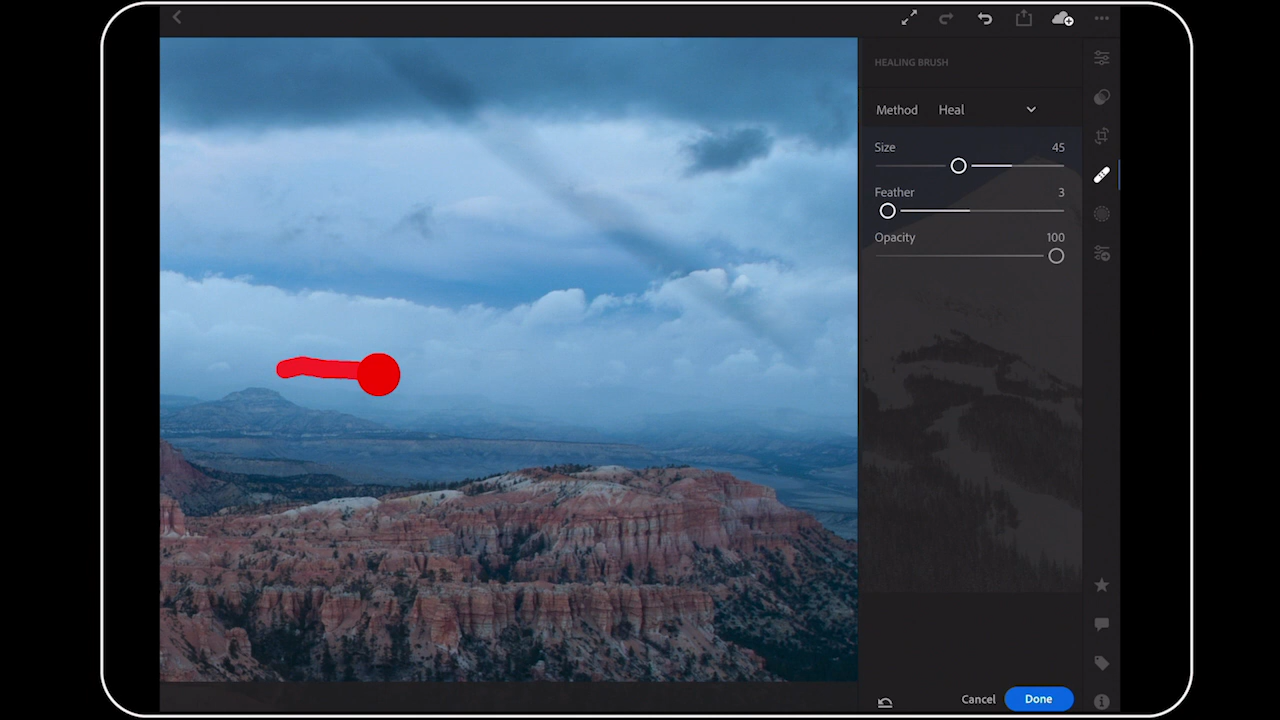 HEALING BRUSH
Method Heal
Size 45
Feather 3
Opacity 100
Cancel Done